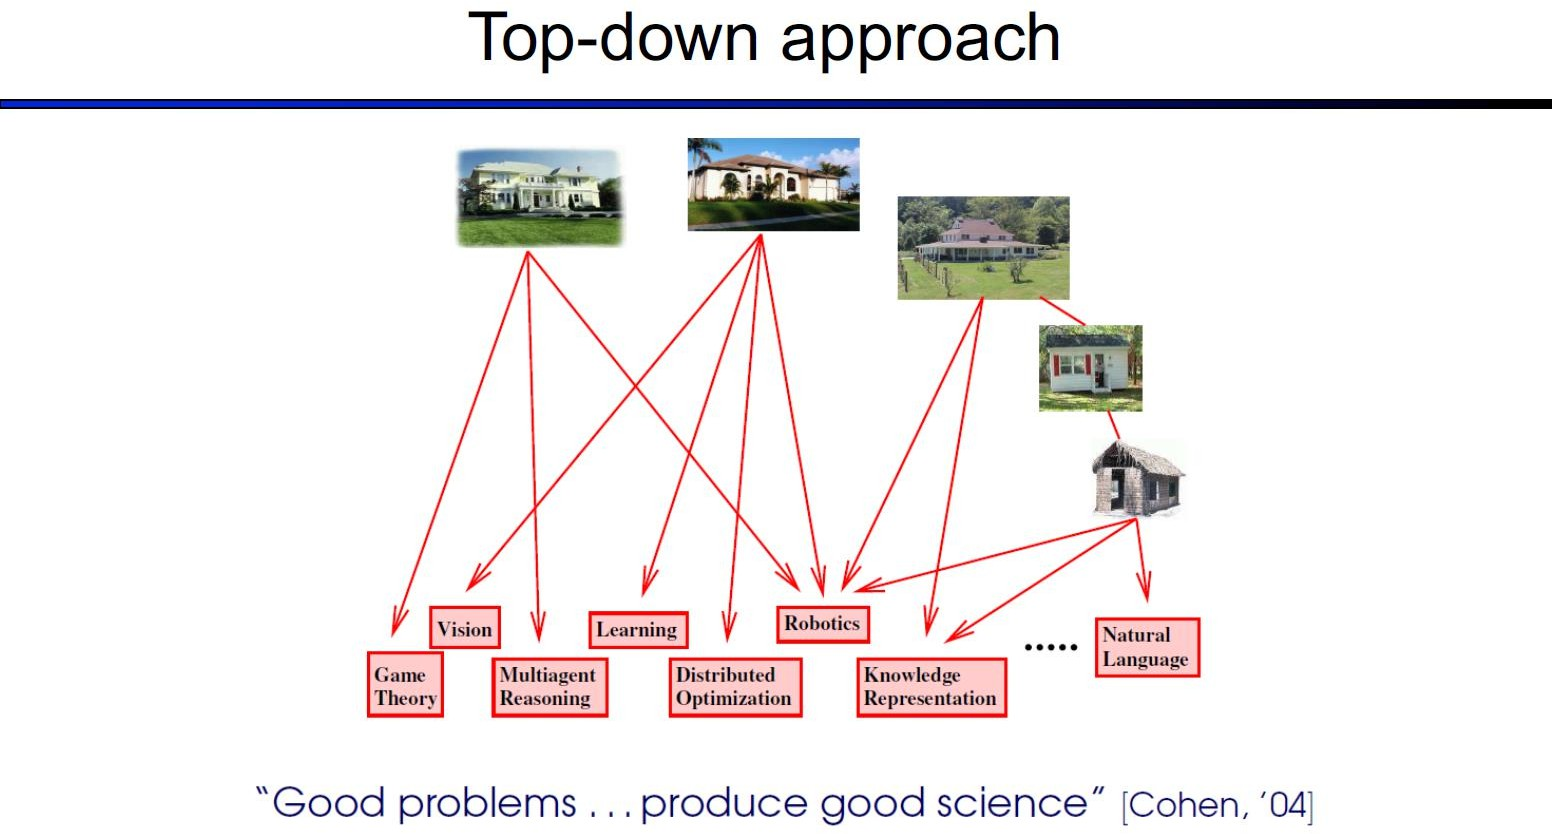 Top-down approach
Vision
Learning
Robotics
Natural
Language
Game
Theory
Multiagent
Reasoning
Distributed
Optimization
Knowledge
Representation
.....
“Good problems . . . produce good science” [Cohen, ’04]